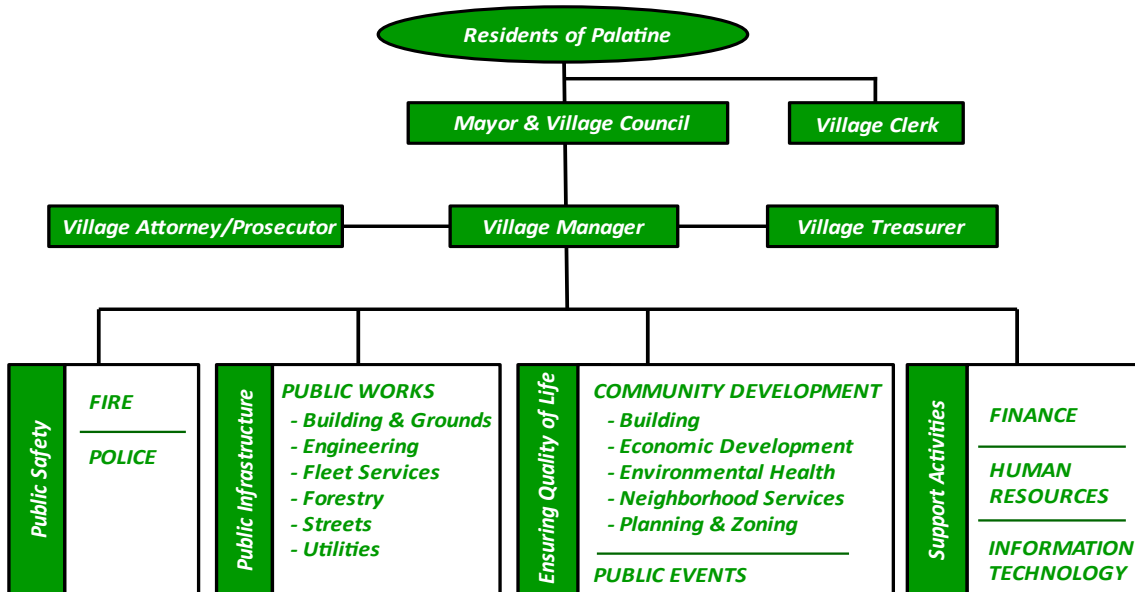 Residents of Palatine
Mayor & Village Council
Village Clerk
Village Attorney/Prosecutor
Village Manager
Village Treasurer
Public Safety
FIRE
POLICE
Public Infrastructure
PUBLIC WORKS
- Building & Grounds
- Engineering
- Fleet Services
- Forestry
- Streets
- Utilities
Ensuring Quality of Life
COMMUNITY DEVELOPMENT
- Building
- Economic Development
- Environmental Health
- Neighborhood Services
- Planning & Zoning
PUBLIC EVENTS
Support Activities
FINANCE
HUMAN
RESOURCES
INFORMATION
TECHNOLOGY